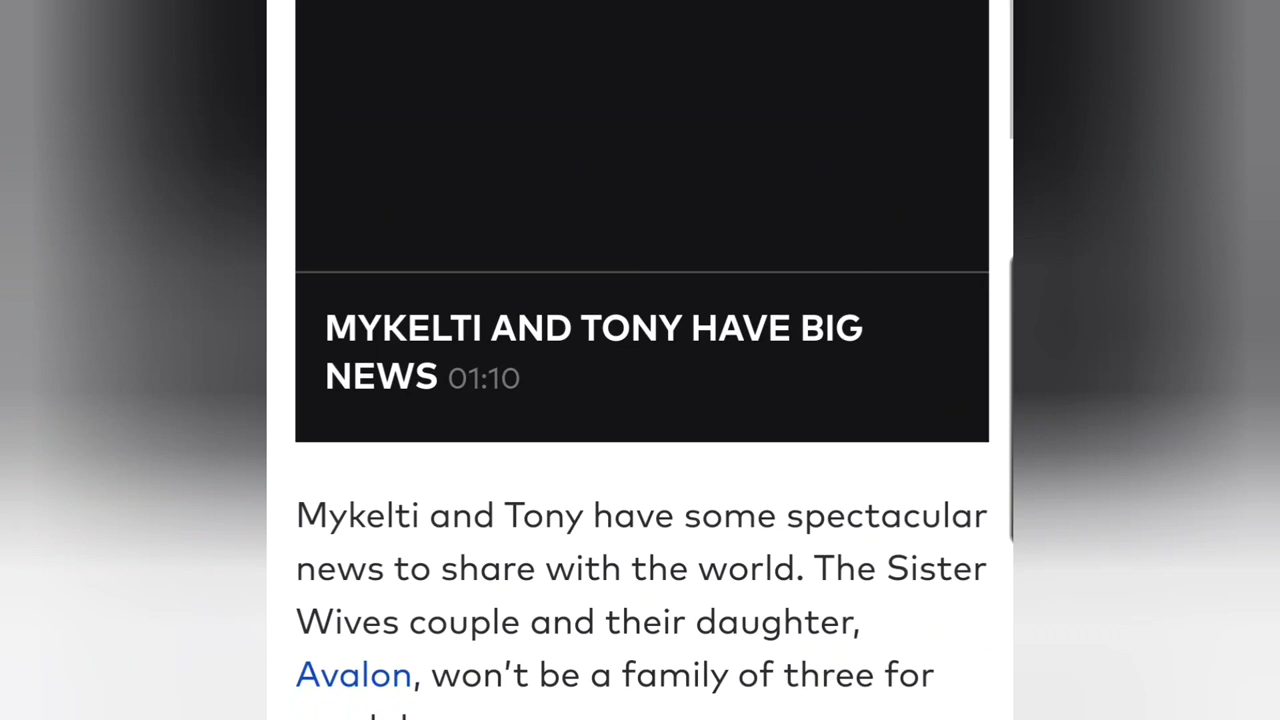 MYKELTI AND TONY HAVE BIG
NEWS 01:10
Mykelti and Tony have some spectacular
news to share with the world. The Sister
Wives couple and their daughter,
Avalon, won’t be a family of three for